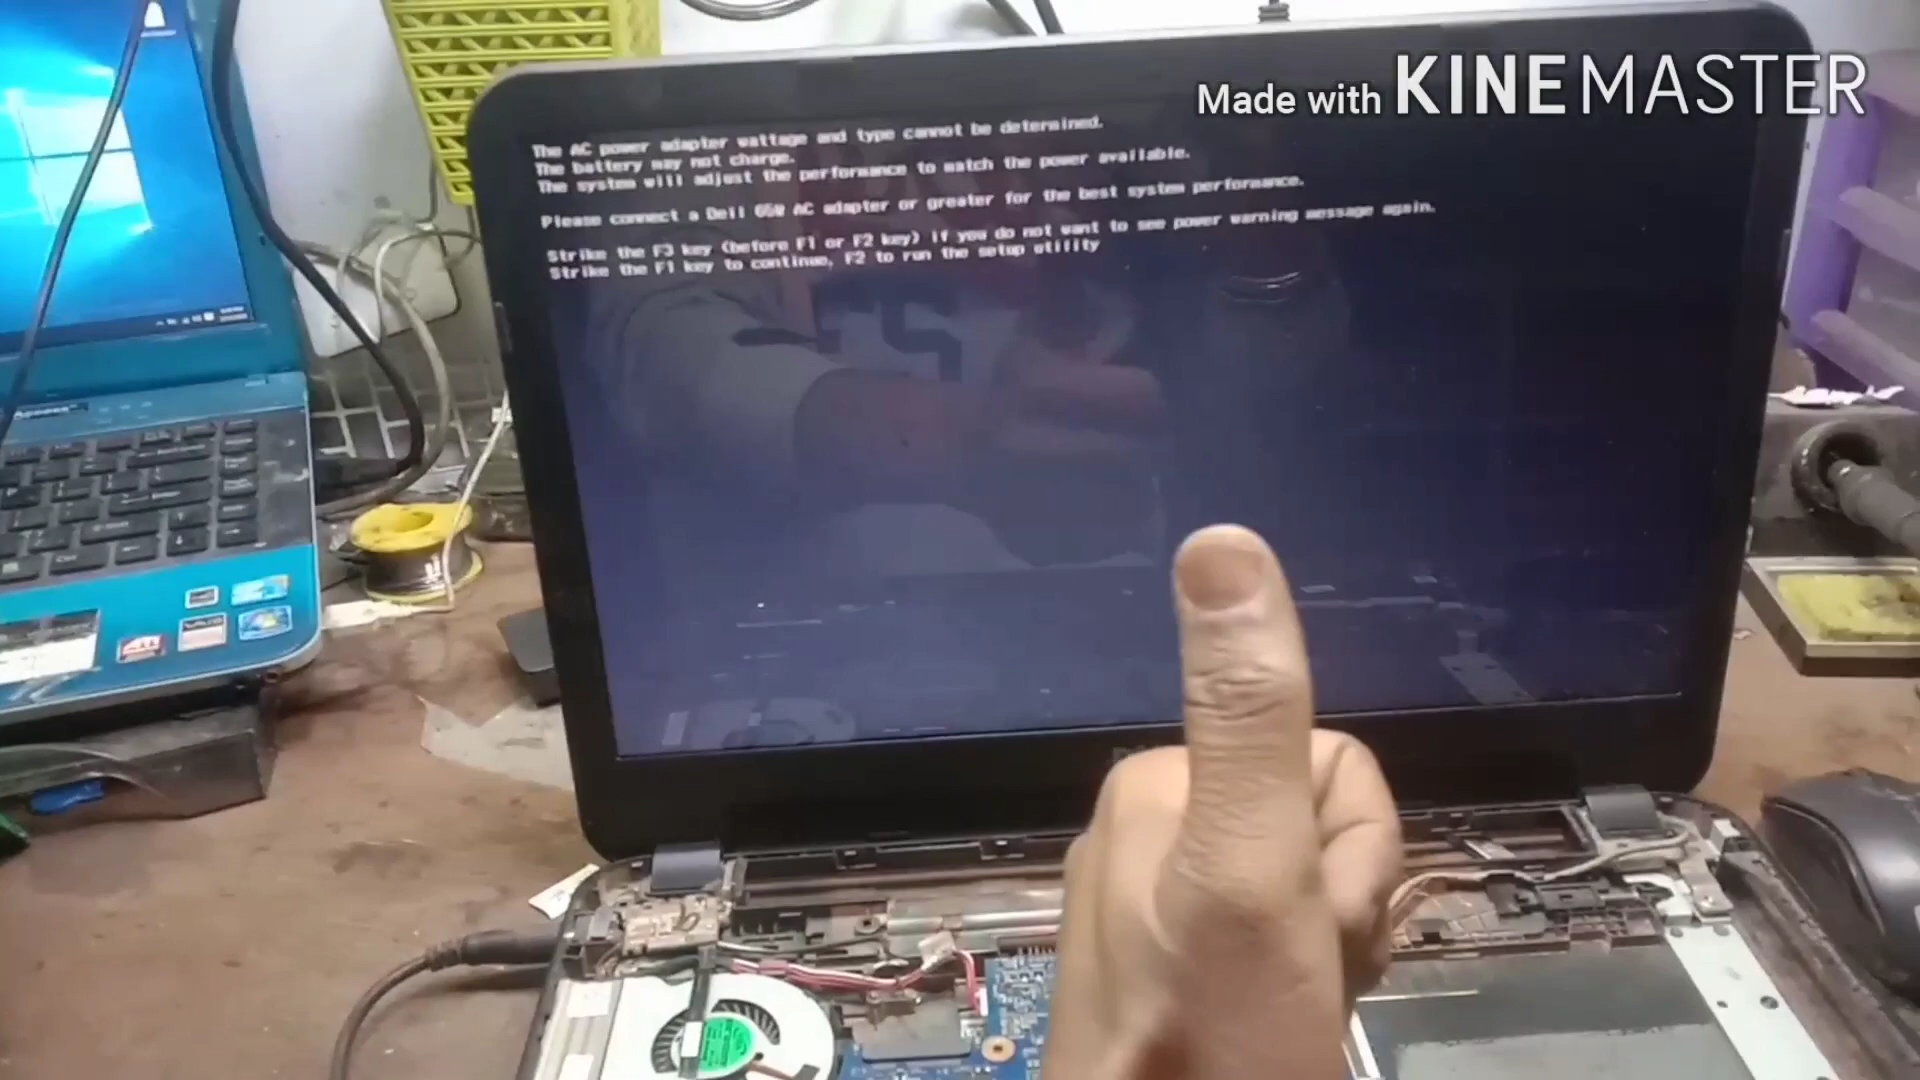 Made with KINEMASTER
The AC power adapter wattage and type cannot be determined.
The battery may not charge.
The system will adjust the performance to match the power available.
Please connect a Dell 65W AC adapter or greater for the best system performance.
Strike the F3 key (before F1 or F2 key) if you do not want to see power warning message again.
Strike the F1 key to continue, F2 to run the setup utility
VAIO